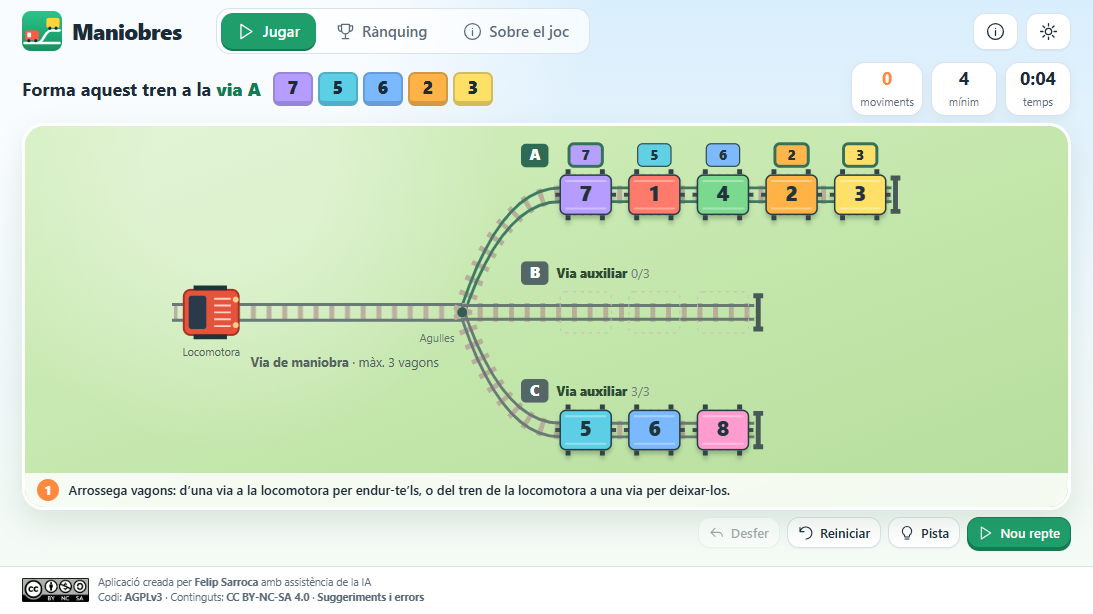 Maniobres
Jugar
Rànquing
Sobre el joc
Forma aquest tren a la via A 7 5 6 2 3
0 moviments
4 mínim
0:04 temps
A 7 5 6 2 3
7 1 4 2 3
B Via auxiliar 0/3
Locomotora
Agulles
Via de maniobra · màx. 3 vagons
C Via auxiliar 3/3
5 6 8
1 Arrossega vagons: d’una via a la locomotora per endur-te’ls, o del tren de la locomotora a una via per deixar-los.
Desfer
Reiniciar
Pista
Nou repte
cc BY NC SA
Aplicació creada per Felip Sarroca amb assistència de la IA
Codi: AGPLv3 · Continguts: CC BY-NC-SA 4.0 · Suggeriments i errors